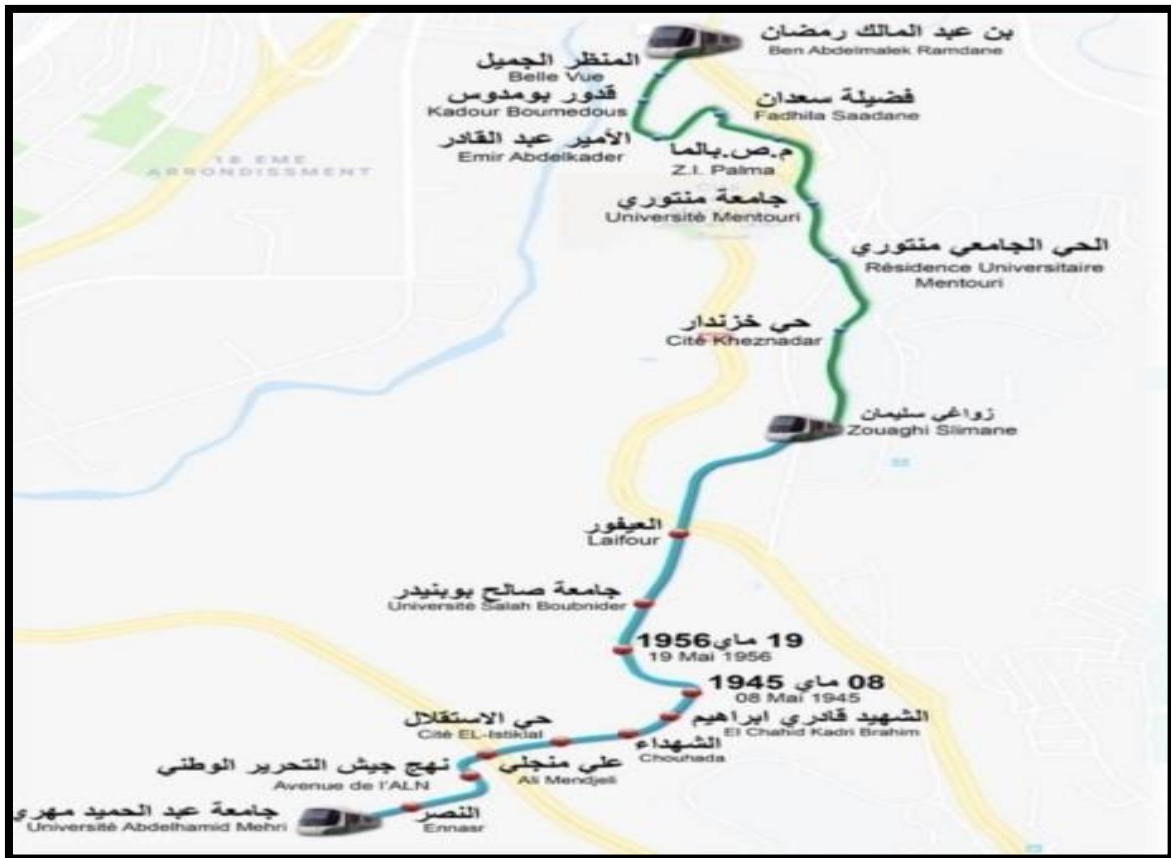 بن عبد المالك رمضان
Ben Abdelmalek Ramdane
المنظر الجميل
Belle Vue
قدور بومدوس
Kadour Boumedous
فضيلة سعدان
Fadhila Saadane
الأمير عبد القادر
Emir Abdelkader
م.ص.بالما
Z.I. Palma
18 EME
ARRONDISSMENT
جامعة منتوري
Université Mentouri
الحي الجامعي منتوري
Résidence Universitaire
Mentouri
حي خزندار
Cité Kheznadar
زواغي سليمان
Zouaghi Slimane
العيفور
Laifour
جامعة صالح بوبنيدر
Université Salah Boubnider
19 ماي1956
19 Mai 1956
08 ماي 1945
08 Mai 1945
الشهيد قادري ابراهيم
El Chahid Kadri Brahim
حي الاستقلال
Cité EL-Istiklal
الشهداء
Chouhada
علي منجلي
Ali Mendjeli
نهج جيش التحرير الوطني
Avenue de l'ALN
النصر
Ennasr
جامعة عبد الحميد مهري
Université Abdelhamid Mehri